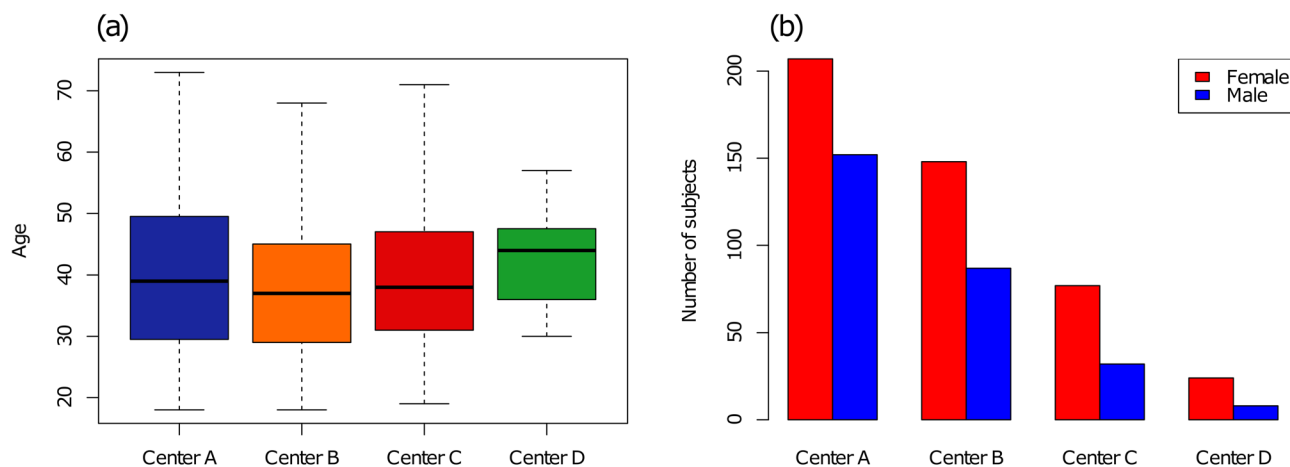 (a)
Age
70
60
50
40
30
20
Center A Center B Center C Center D
(b)
Number of subjects
200
150
100
50
0
Female
Male
Center A Center B Center C Center D